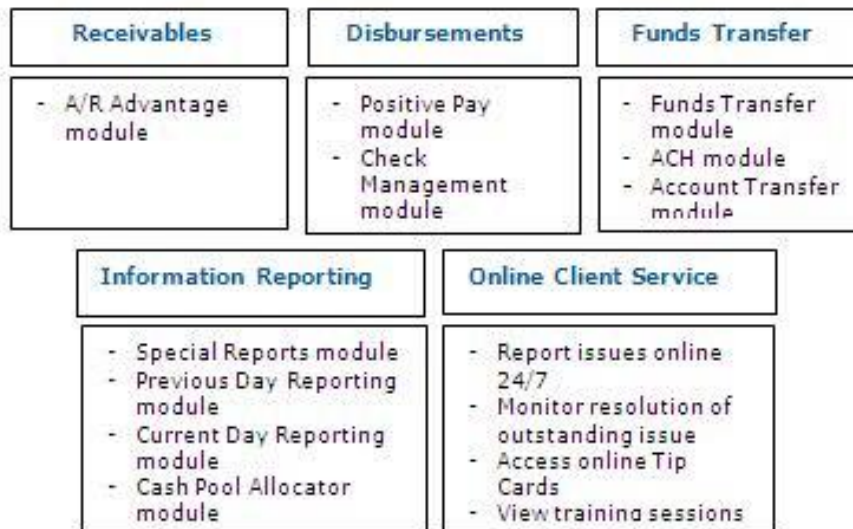 Receivables
- A/R Advantage
module
Disbursements
- Positive Pay
module
- Check
Management
module
Funds Transfer
- Funds Transfer
module
- ACH module
- Account Transfer
module
Information Reporting
- Special Reports module
- Previous Day Reporting
module
- Current Day Reporting
module
- Cash Pool Allocator
module
Online Client Service
- Report issues online
24/7
- Monitor resolution of
outstanding issue
- Access online Tip
Cards
- View training sessions